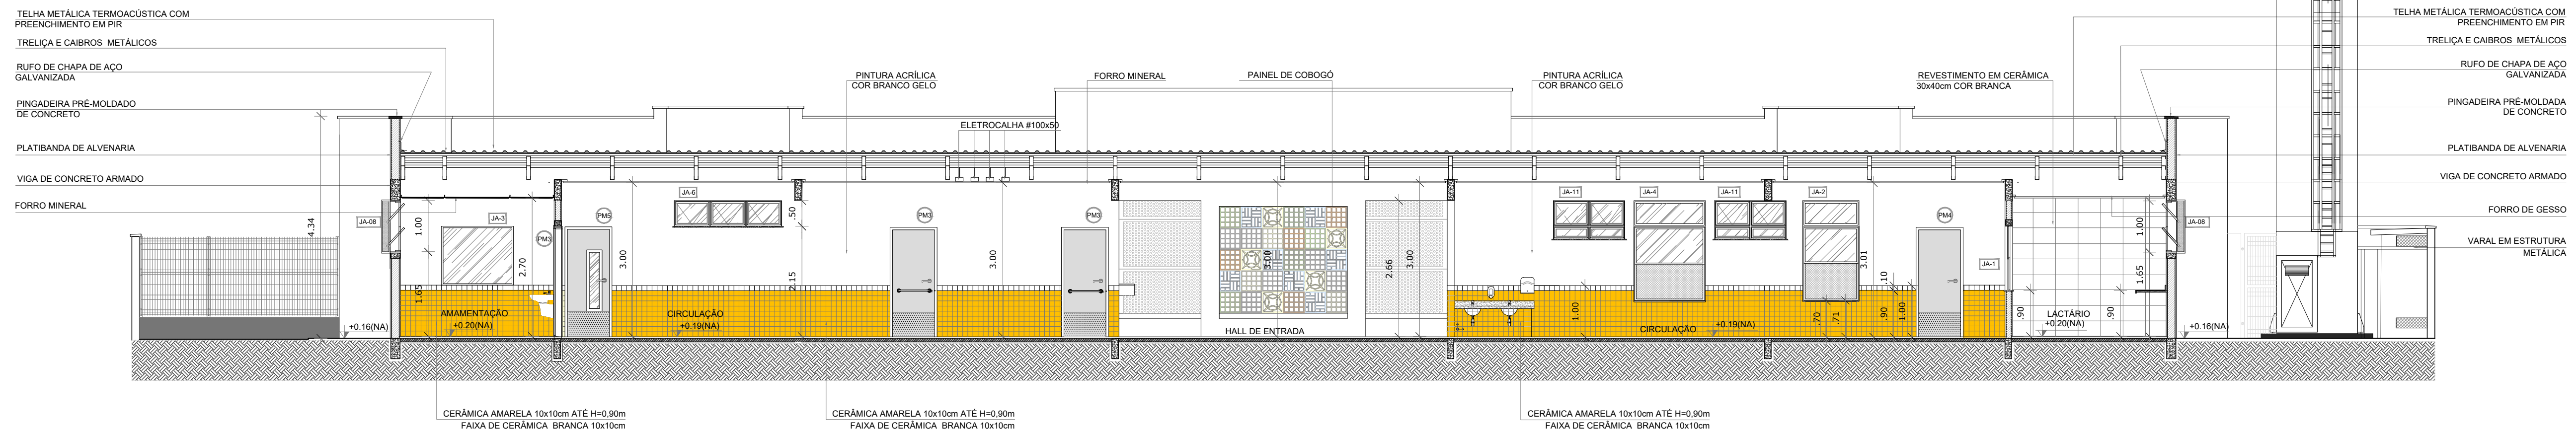 TELHA METÁLICA TERMOACÚSTICA COM
PREENCHIMENTO EM PIR
TRELIÇA E CAIBROS METÁLICOS
RUFO DE CHAPA DE AÇO
GALVANIZADA
PINGADEIRA PRÉ-MOLDADO
DE CONCRETO
PLATIBANDA DE ALVENARIA
VIGA DE CONCRETO ARMADO
FORRO MINERAL
PINTURA ACRÍLICA
COR BRANCO GELO
ELETROCALHA #100x50
FORRO MINERAL
PAINEL DE COBOGÓ
PINTURA ACRÍLICA
COR BRANCO GELO
REVESTIMENTO EM CERÂMICA
30x40cm COR BRANCA
TELHA METÁLICA TERMOACÚSTICA COM
PREENCHIMENTO EM PIR
TRELIÇA E CAIBROS METÁLICOS
RUFO DE CHAPA DE AÇO
GALVANIZADA
PINGADEIRA PRÉ-MOLDADA
DE CONCRETO
PLATIBANDA DE ALVENARIA
VIGA DE CONCRETO ARMADO
FORRO DE GESSO
VARAL EM ESTRUTURA
METÁLICA
4.34
+0.16(NA)
JA-08
1.00
1.65
JA-3
2.70
PM3
AMAMENTAÇÃO
+0.20(NA)
PM5
3.00
JA-6
.50
2.15
CIRCULAÇÃO
+0.19(NA)
PM3
3.00
PM3
3.00
HALL DE ENTRADA
2.66
3.00
JA-11
JA-4
JA-11
JA-2
1.00
CIRCULAÇÃO
+0.19(NA)
.70
.71
3.01
.10
.90
1.00
PM4
JA-1
.90
LACTÁRIO
+0.20(NA)
.90
1.00
1.65
JA-08
+0.16(NA)
CERÂMICA AMARELA 10x10cm ATÉ H=0,90m
FAIXA DE CERÂMICA BRANCA 10x10cm
CERÂMICA AMARELA 10x10cm ATÉ H=0,90m
FAIXA DE CERÂMICA BRANCA 10x10cm
CERÂMICA AMARELA 10x10cm ATÉ H=0,90m
FAIXA DE CERÂMICA BRANCA 10x10cm